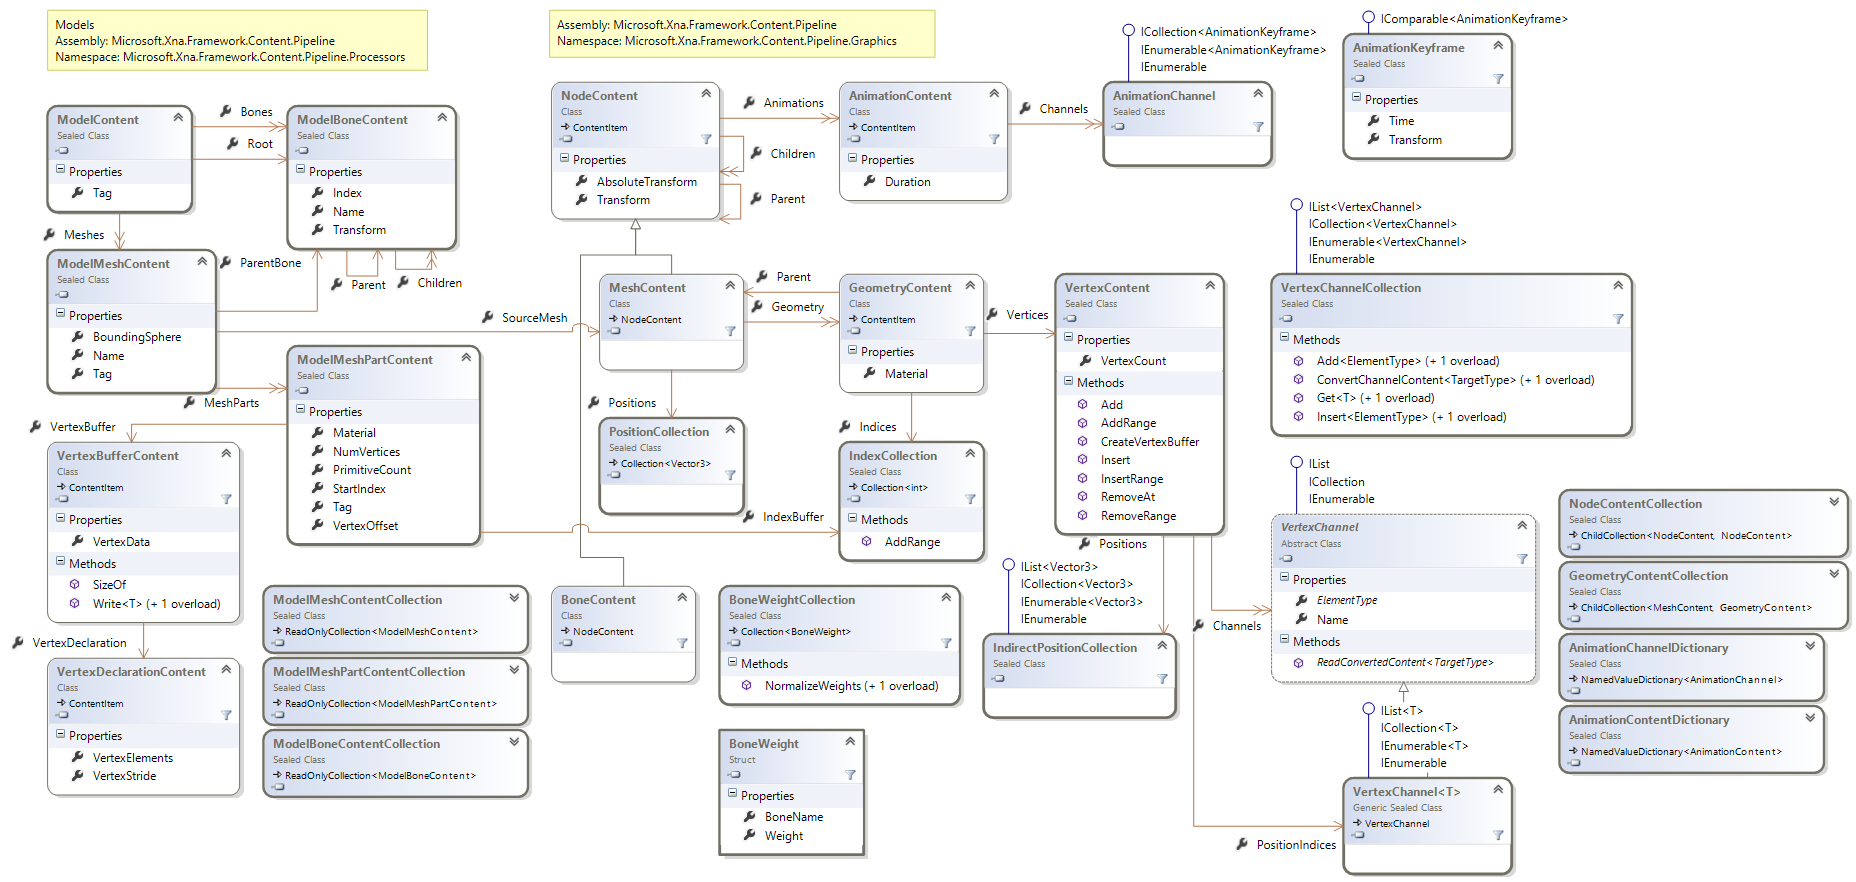 Models
Assembly: Microsoft.Xna.Framework.Content.Pipeline
Namespace: Microsoft.Xna.Framework.Content.Pipeline.Processors
Assembly: Microsoft.Xna.Framework.Content.Pipeline
Namespace: Microsoft.Xna.Framework.Content.Pipeline.Graphics
ModelContent
Sealed Class
Properties
Tag
Bones
Root
ModelBoneContent
Sealed Class
Properties
Index
Name
Transform
Meshes
ParentBone
Parent
Children
ModelMeshContent
Sealed Class
Properties
BoundingSphere
Name
Tag
SourceMesh
MeshParts
ModelMeshPartContent
Sealed Class
Properties
Material
NumVertices
PrimitiveCount
StartIndex
Tag
VertexOffset
VertexBuffer
IndexBuffer
VertexBufferContent
Class
ContentItem
Properties
VertexData
Methods
SizeOf
Write<T> (+ 1 overload)
VertexDeclaration
VertexDeclarationContent
Class
ContentItem
Properties
VertexElements
VertexStride
ModelMeshContentCollection
Sealed Class
ReadOnlyCollection<ModelMeshContent>
ModelMeshPartContentCollection
Sealed Class
ReadOnlyCollection<ModelMeshPartContent>
ModelBoneContentCollection
Sealed Class
ReadOnlyCollection<ModelBoneContent>
NodeContent
Class
ContentItem
Properties
AbsoluteTransform
Transform
Animations
Children
Parent
AnimationContent
Class
ContentItem
Properties
Duration
Channels
ICollection<AnimationKeyframe>
IEnumerable<AnimationKeyframe>
IEnumerable
AnimationChannel
Sealed Class
IComparable<AnimationKeyframe>
AnimationKeyframe
Sealed Class
Properties
Time
Transform
MeshContent
Class
NodeContent
Parent
Geometry
Positions
GeometryContent
Class
ContentItem
Properties
Material
Vertices
Indices
PositionCollection
Sealed Class
Collection<Vector3>
IndexCollection
Sealed Class
Collection<int>
Methods
AddRange
VertexContent
Sealed Class
Properties
VertexCount
Methods
Add
AddRange
CreateVertexBuffer
Insert
InsertRange
RemoveAt
RemoveRange
Positions
Channels
PositionIndices
IList<VertexChannel>
ICollection<VertexChannel>
IEnumerable<VertexChannel>
IEnumerable
VertexChannelCollection
Sealed Class
Methods
Add<ElementType> (+ 1 overload)
ConvertChannelContent<TargetType> (+ 1 overload)
Get<T> (+ 1 overload)
Insert<ElementType> (+ 1 overload)
BoneContent
Class
NodeContent
BoneWeightCollection
Sealed Class
Collection<BoneWeight>
Methods
NormalizeWeights (+ 1 overload)
BoneWeight
Struct
Properties
BoneName
Weight
IList<Vector3>
ICollection<Vector3>
IEnumerable<Vector3>
IEnumerable
IndirectPositionCollection
Sealed Class
IList
ICollection
IEnumerable
VertexChannel
Abstract Class
Properties
ElementType
Name
Methods
ReadConvertedContent<TargetType>
IList<T>
ICollection<T>
IEnumerable<T>
IEnumerable
VertexChannel<T>
Generic Sealed Class
VertexChannel
NodeContentCollection
Sealed Class
ChildCollection<NodeContent, NodeContent>
GeometryContentCollection
Sealed Class
ChildCollection<MeshContent, GeometryContent>
AnimationChannelDictionary
Sealed Class
NamedValueDictionary<AnimationChannel>
AnimationContentDictionary
Sealed Class
NamedValueDictionary<AnimationContent>